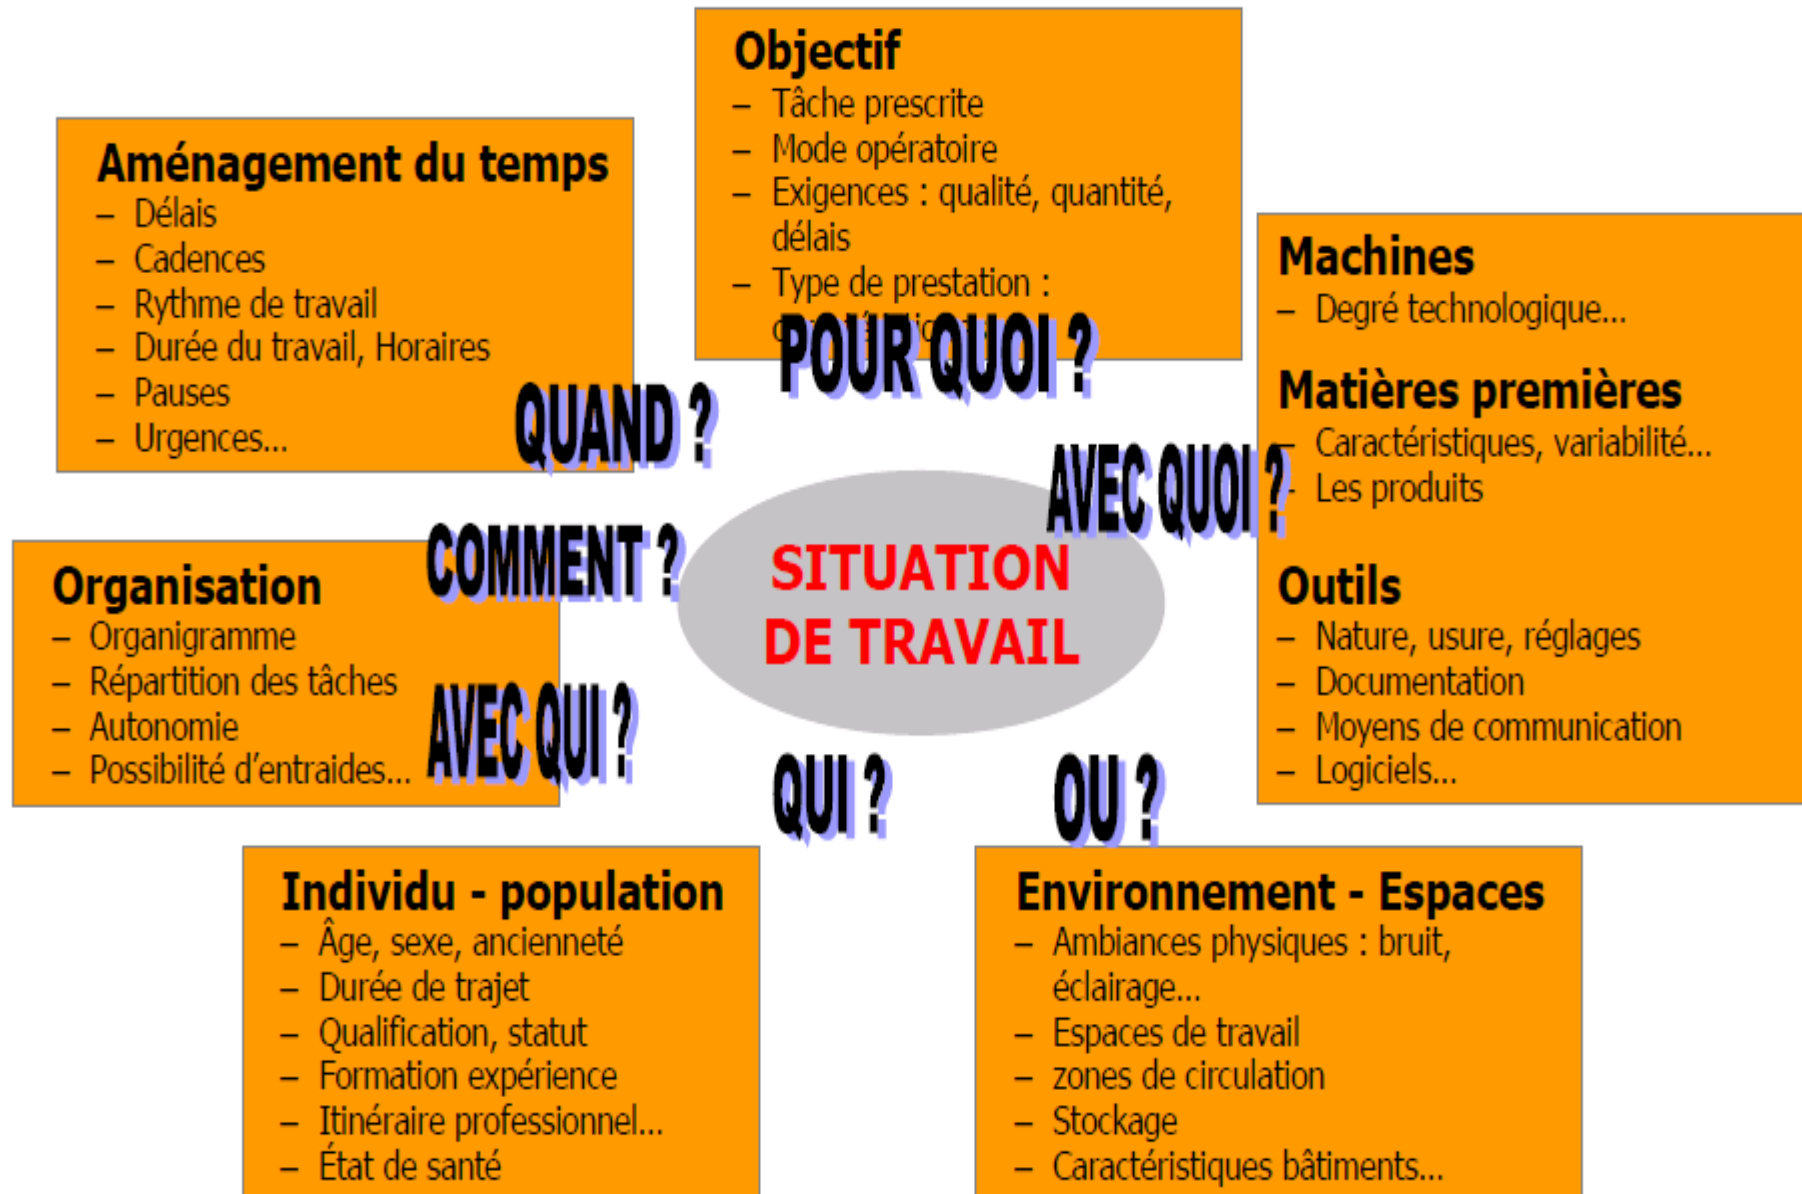 Objectif
– Tâche prescrite
– Mode opératoire
– Exigences : qualité, quantité,
délais
– Type de prestation :
POUR QUOI ?
Aménagement du temps
– Délais
– Cadences
– Rythme de travail
– Durée du travail, Horaires
– Pauses
– Urgences...
QUAND ?
Machines
– Degré technologique...
Matières premières
– Caractéristiques, variabilité...
– Les produits
Outils
– Nature, usure, réglages
– Documentation
– Moyens de communication
– Logiciels...
AVEC QUOI ?
SITUATION
DE TRAVAIL
COMMENT ?
Organisation
– Organigramme
– Répartition des tâches
– Autonomie
– Possibilité d'entraides...
AVEC QUI ?
QUI ?
OU ?
Individu - population
– Âge, sexe, ancienneté
– Durée de trajet
– Qualification, statut
– Formation expérience
– Itinéraire professionnel...
– État de santé
Environnement - Espaces
– Ambiances physiques : bruit,
éclairage...
– Espaces de travail
– zones de circulation
– Stockage
– Caractéristiques bâtiments...